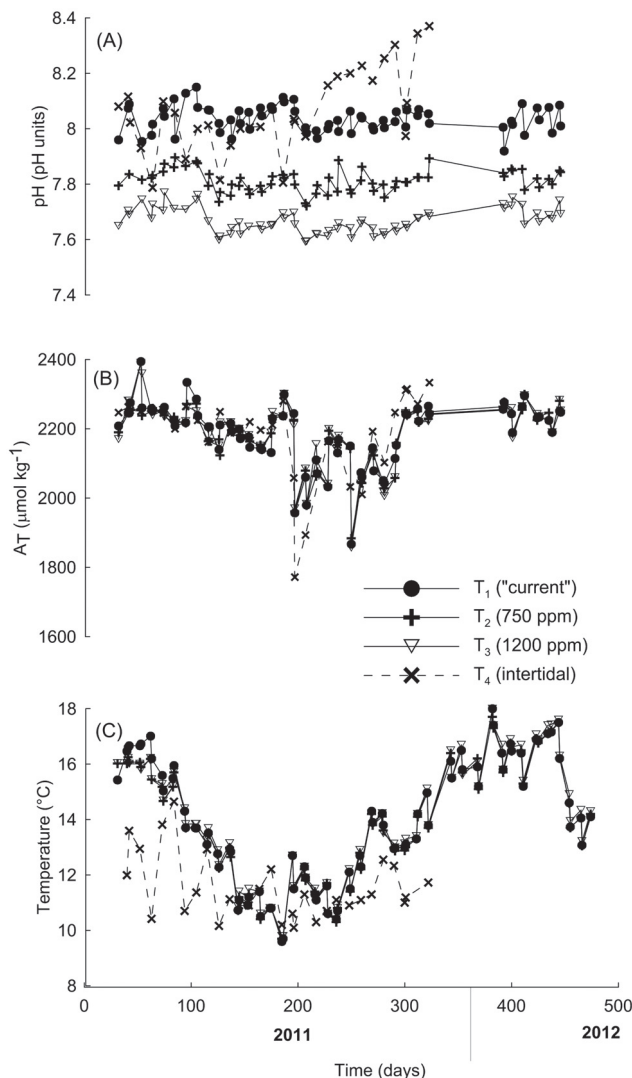 (A)
8.4
8.2
8
7.8
7.6
7.4
pH (pH units)
(B)
2400
2200
2000
1800
1600
A_T (μmol kg⁻¹)
T₁ ("current")
T₂ (750 ppm)
T₃ (1200 ppm)
T₄ (intertidal)
(C)
18
16
14
12
10
8
Temperature (°C)
0 100 200 300 400 500
2011 2012
Time (days)